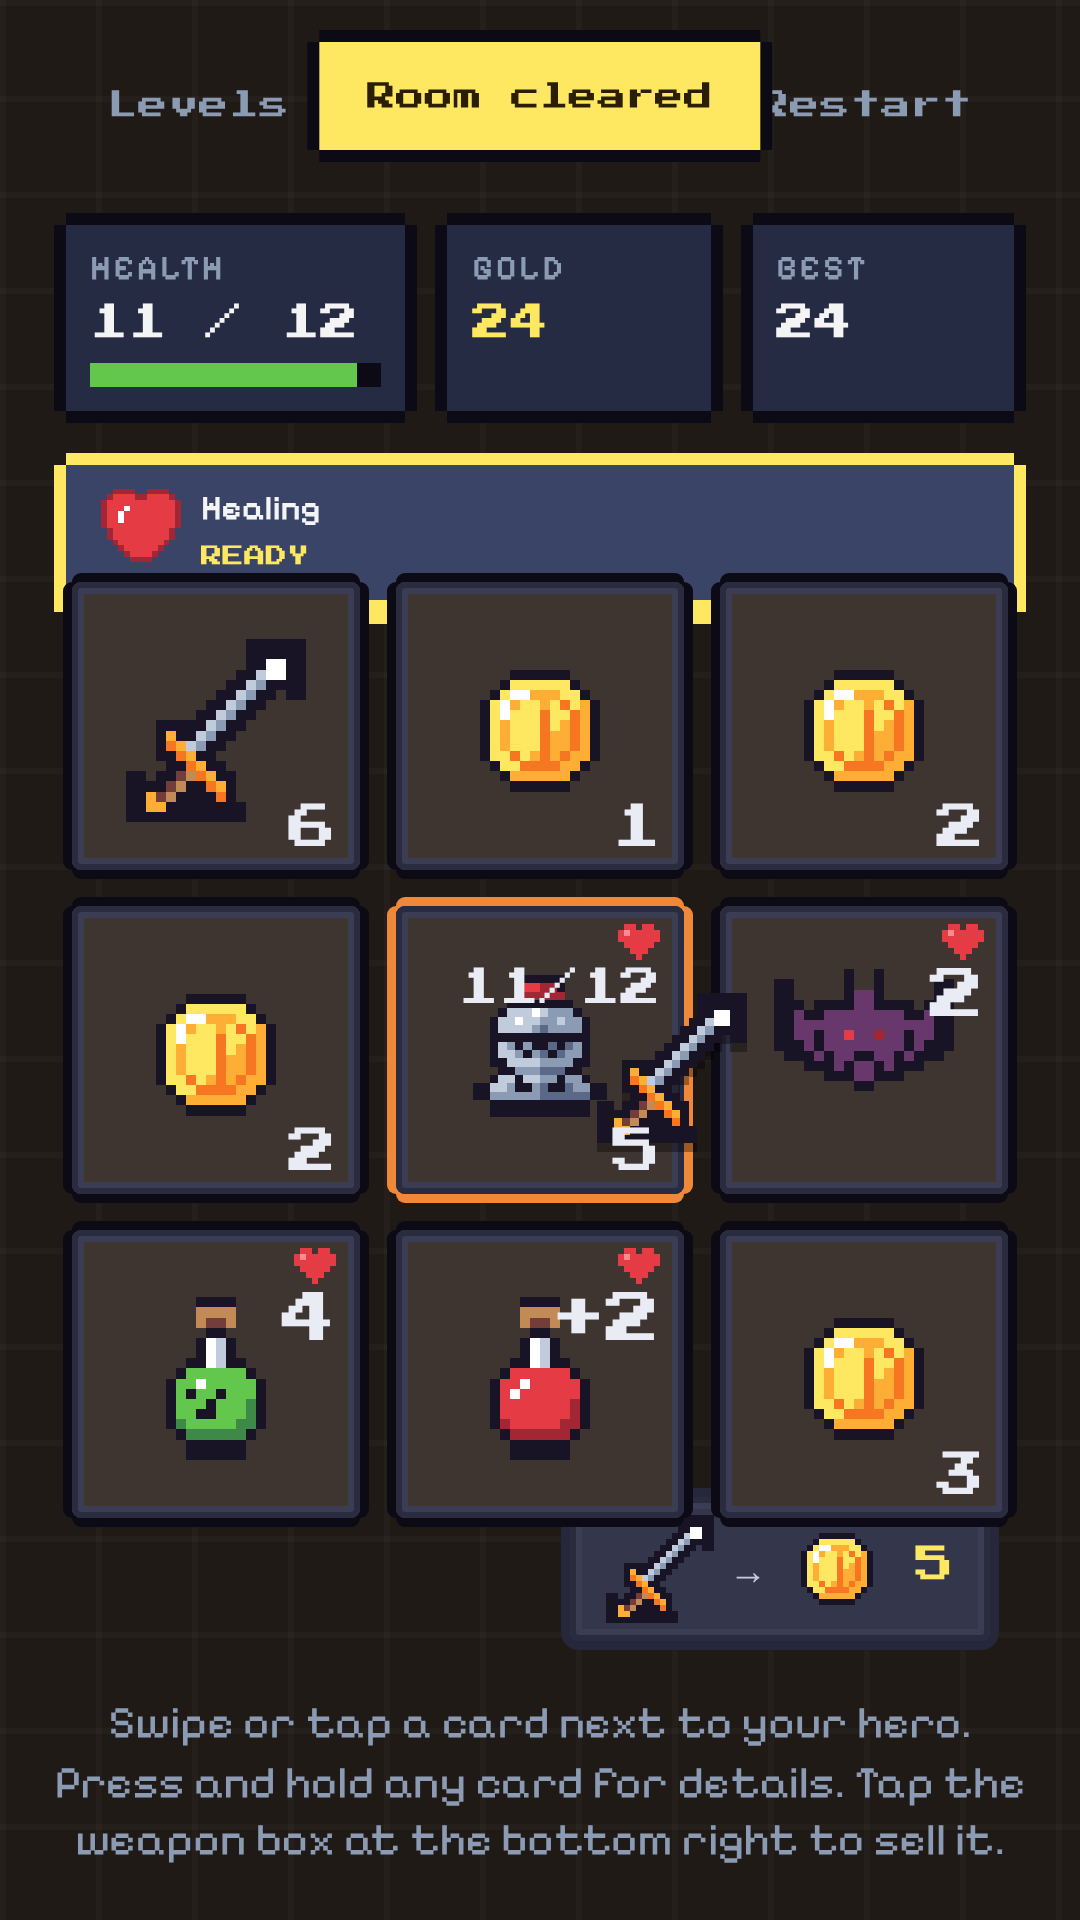 Levels
Room cleared
Restart
HEALTH
11 / 12
GOLD
24
BEST
24
Healing
READY
6
1
2
2
11/12
5
2
4
+2
3
→ 5
Swipe or tap a card next to your hero.
Press and hold any card for details. Tap the
weapon box at the bottom right to sell it.